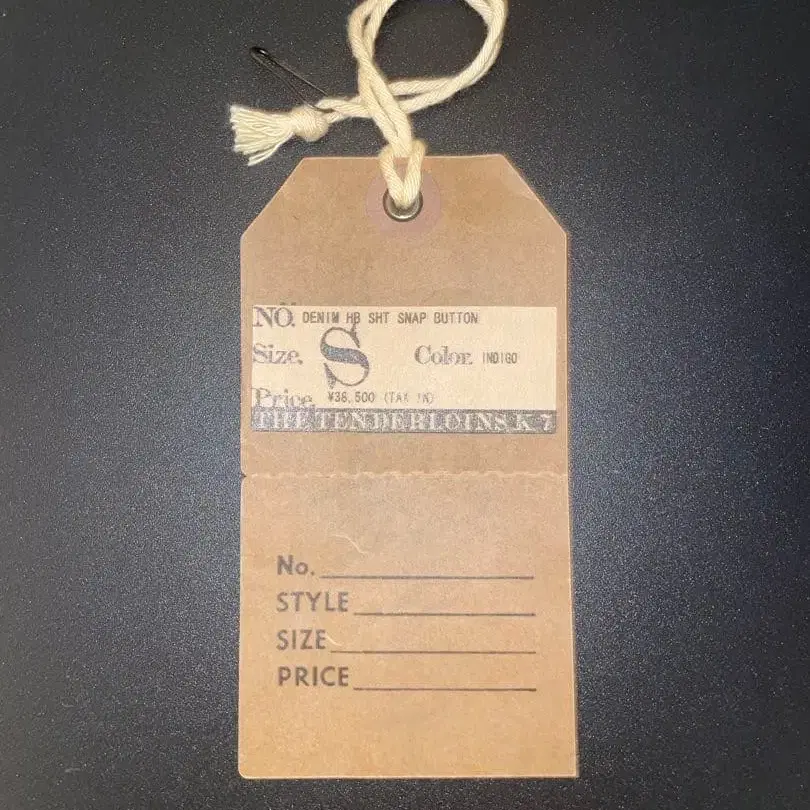 NO. DENIM HB SHT SNAP BUTTON
Size. S Color. INDIGO
Price. ¥38,500 (TAX IN)
THE TENDERLOINS.K 7
No.
STYLE
SIZE
PRICE